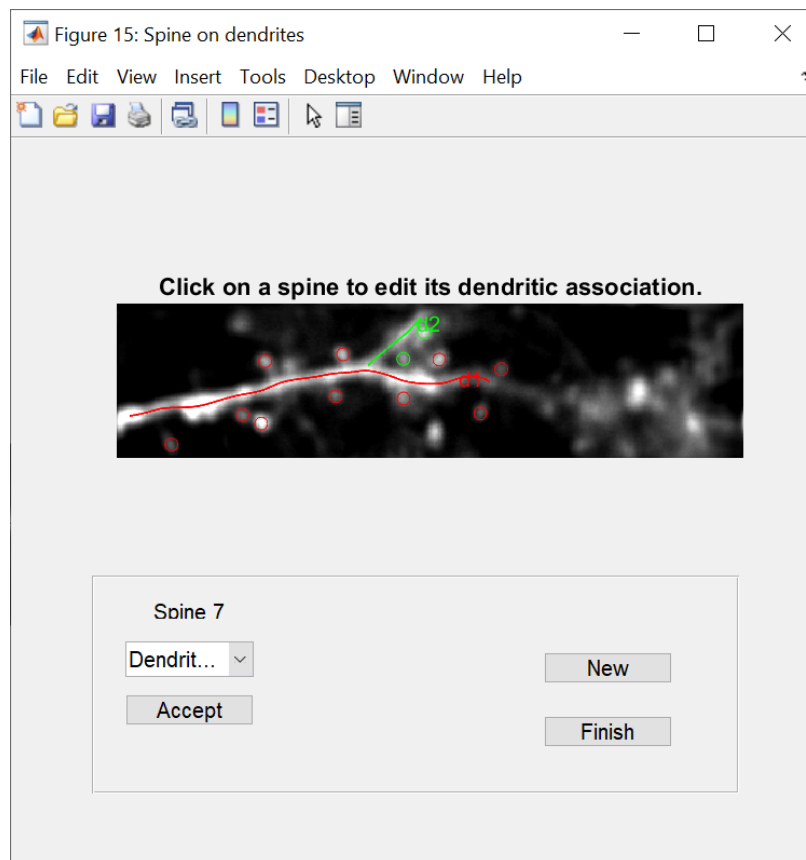 Figure 15: Spine on dendrites
File Edit View Insert Tools Desktop Window Help
Click on a spine to edit its dendritic association.
d2
d1
Spine 7
Dendrit...
New
Accept
Finish